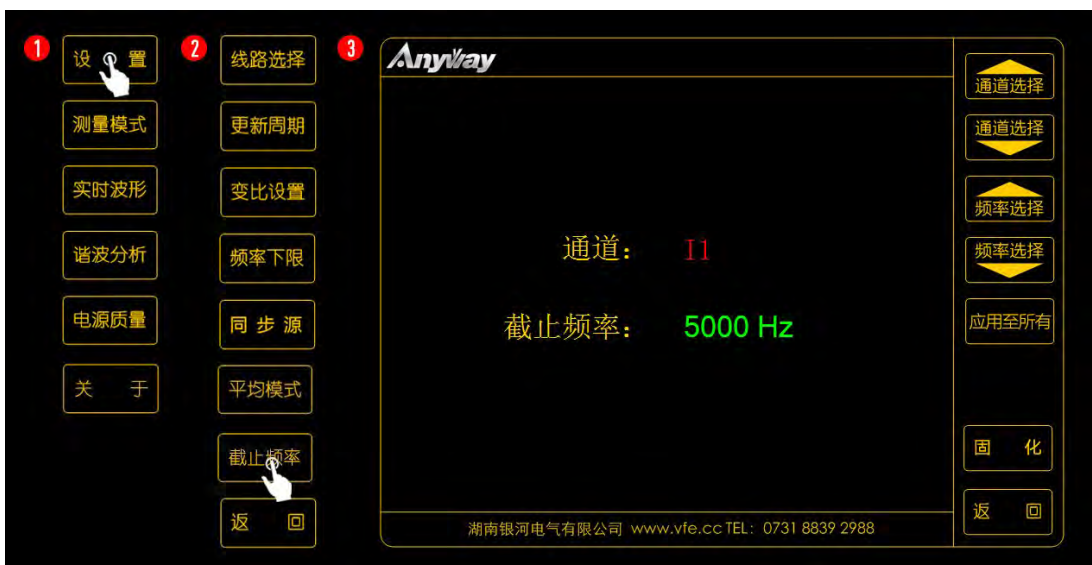 1
设 置
测量模式
实时波形
谐波分析
电源质量
关 于
2
线路选择
更新周期
变比设置
频率下限
同步源
平均模式
截止频率
返 回
3
Anyway
通道： I1
截止频率： 5000 Hz
湖南银河电气有限公司 www.vfe.cc TEL：0731 8839 2988
通道选择
通道选择
频率选择
频率选择
应用至所有
固 化
返 回